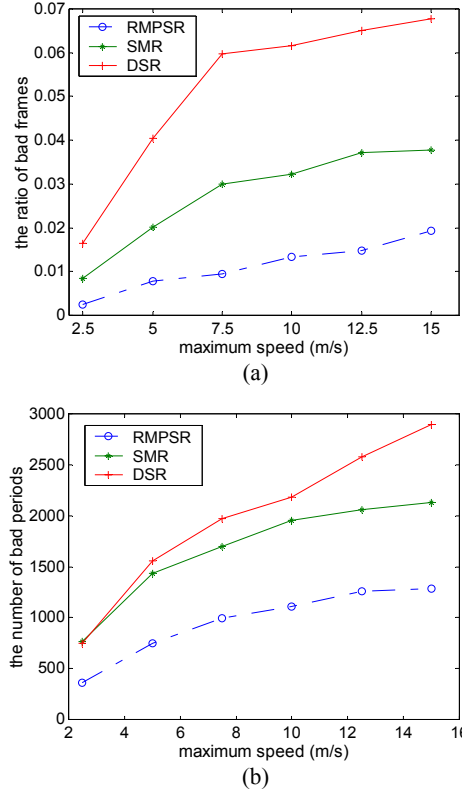 0.07
0.06
0.05
0.04
0.03
0.02
0.01
0
the ratio of bad frames
RMPSR
SMR
DSR
2.5 5 7.5 10 12.5 15
maximum speed (m/s)
(a)
3000
2500
2000
1500
1000
500
0
the number of bad periods
RMPSR
SMR
DSR
2 4 6 8 10 12 14 16
maximum speed (m/s)
(b)